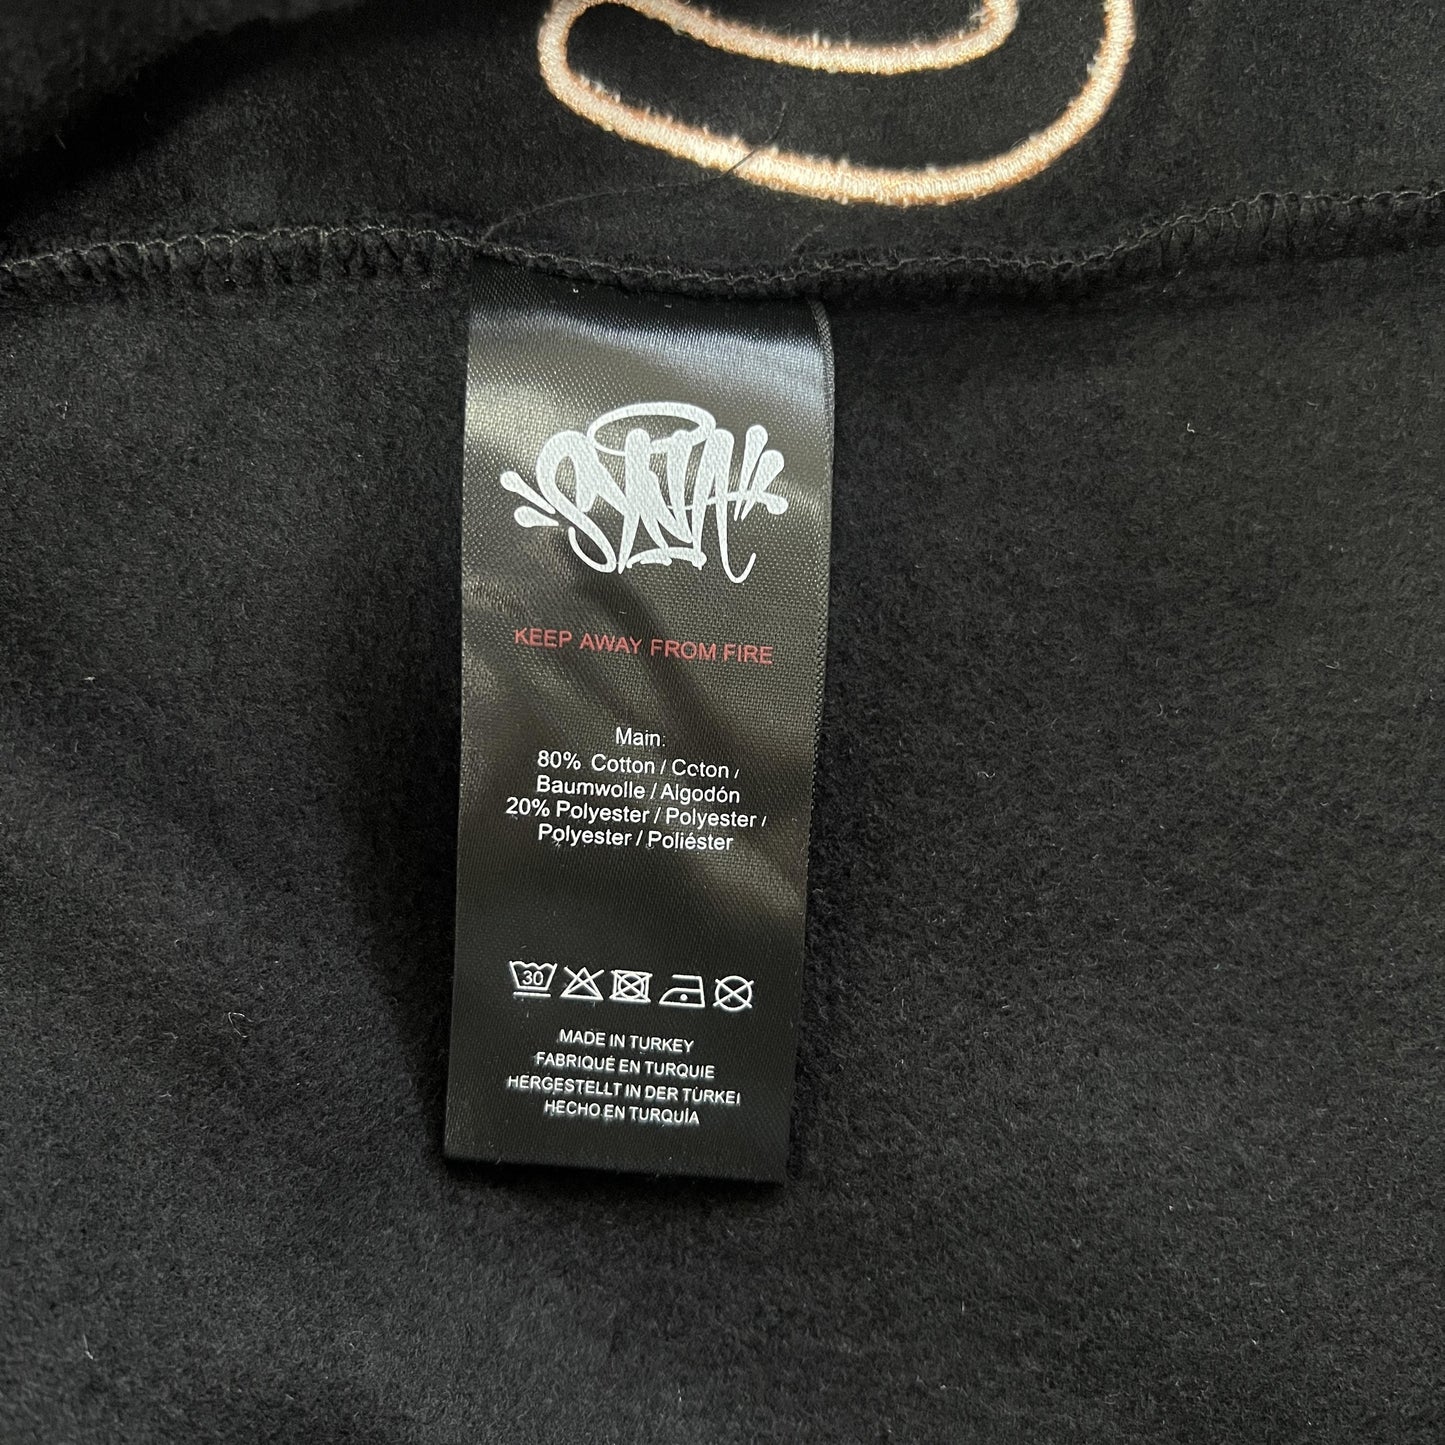 SYNA
KEEP AWAY FROM FIRE
Main:
80% Cotton / Coton /
Baumwolle / Algodón
20% Polyester / Polyester /
Polyester / Poliéster
30
MADE IN TURKEY
FABRIQUÉ EN TURQUIE
HERGESTELLT IN DER TÜRKEI
HECHO EN TURQUÍA